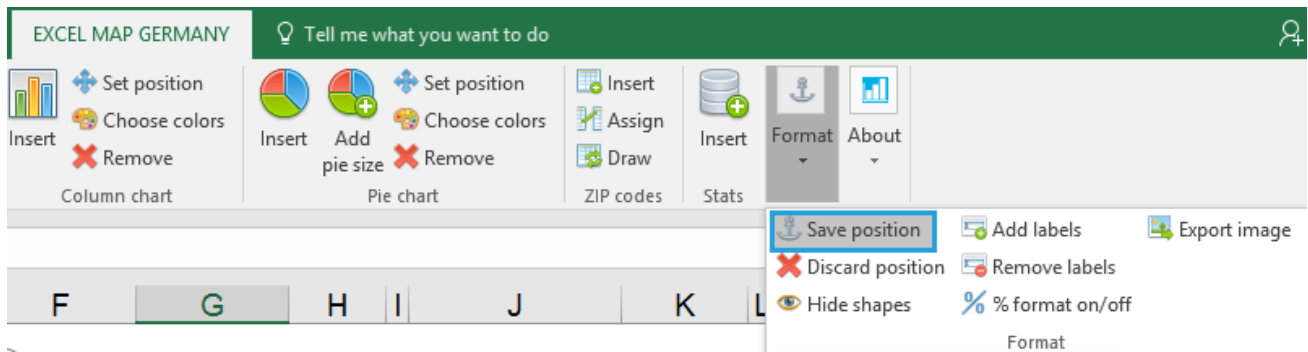 EXCEL MAP GERMANY Tell me what you want to do
Insert
Set position
Choose colors
Remove
Column chart
Insert
Add
pie size
Set position
Choose colors
Remove
Pie chart
Insert
Assign
Draw
ZIP codes
Insert
Stats
Format
About
Save position
Discard position
Hide shapes
Add labels
Remove labels
% % format on/off
Export image
Format
F G H I J K L